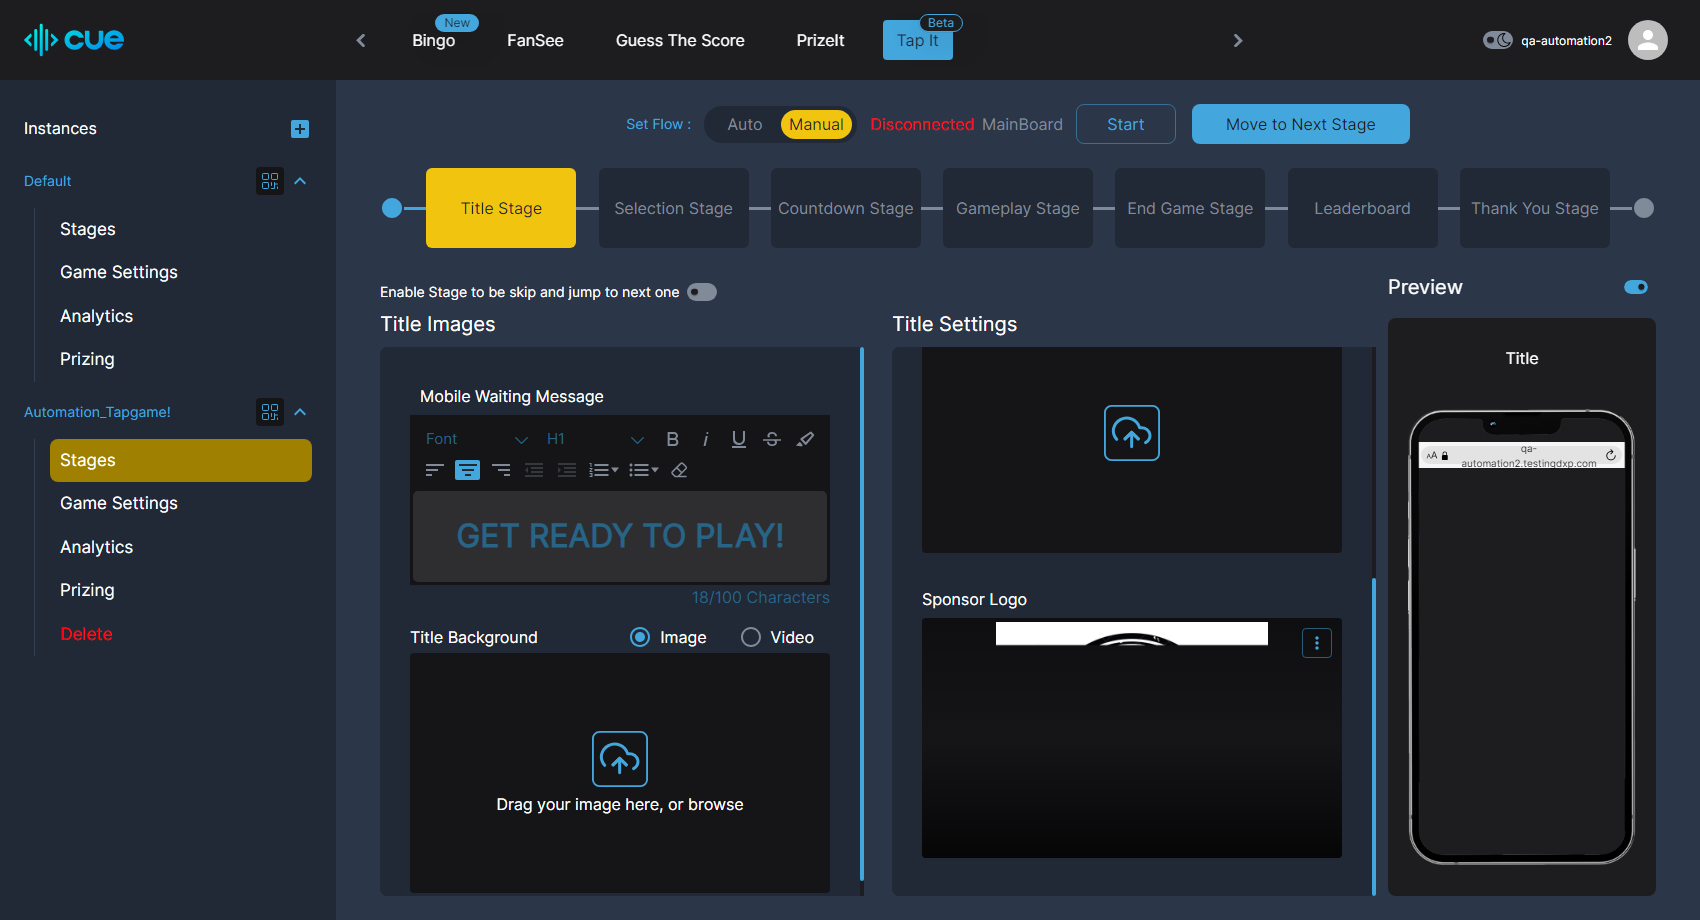 cue
New
Bingo
FanSee
Guess The Score
PrizeIt
Beta
Tap It
qa-automation2
Instances
Default
Stages
Game Settings
Analytics
Prizing
Automation_Tapgame!
Stages
Game Settings
Analytics
Prizing
Delete
Set Flow :
Auto
Manual
Disconnected MainBoard
Start
Move to Next Stage
Title Stage
Selection Stage
Countdown Stage
Gameplay Stage
End Game Stage
Leaderboard
Thank You Stage
Enable Stage to be skip and jump to next one
Title Images
Mobile Waiting Message
Font
H1
B
i
U
S
GET READY TO PLAY!
18/100 Characters
Title Background
Image
Video
Drag your image here, or browse
Title Settings
Sponsor Logo
Preview
Title
AA
qa-
automation2.testingdxp.com